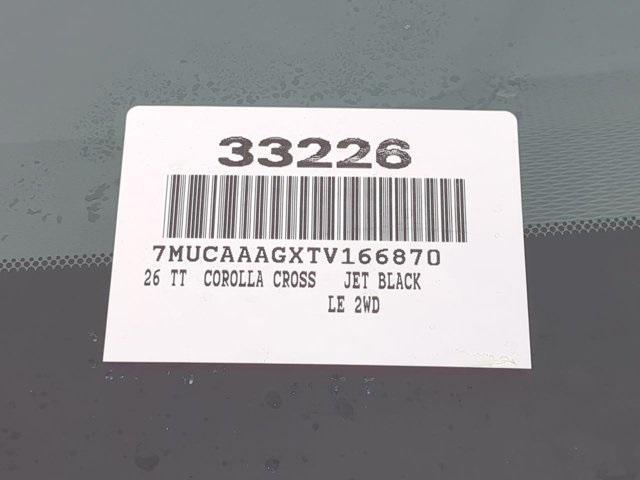 33226
7MUCAAAGXTV166870
26 TT COROLLA CROSS JET BLACK
LE 2WD